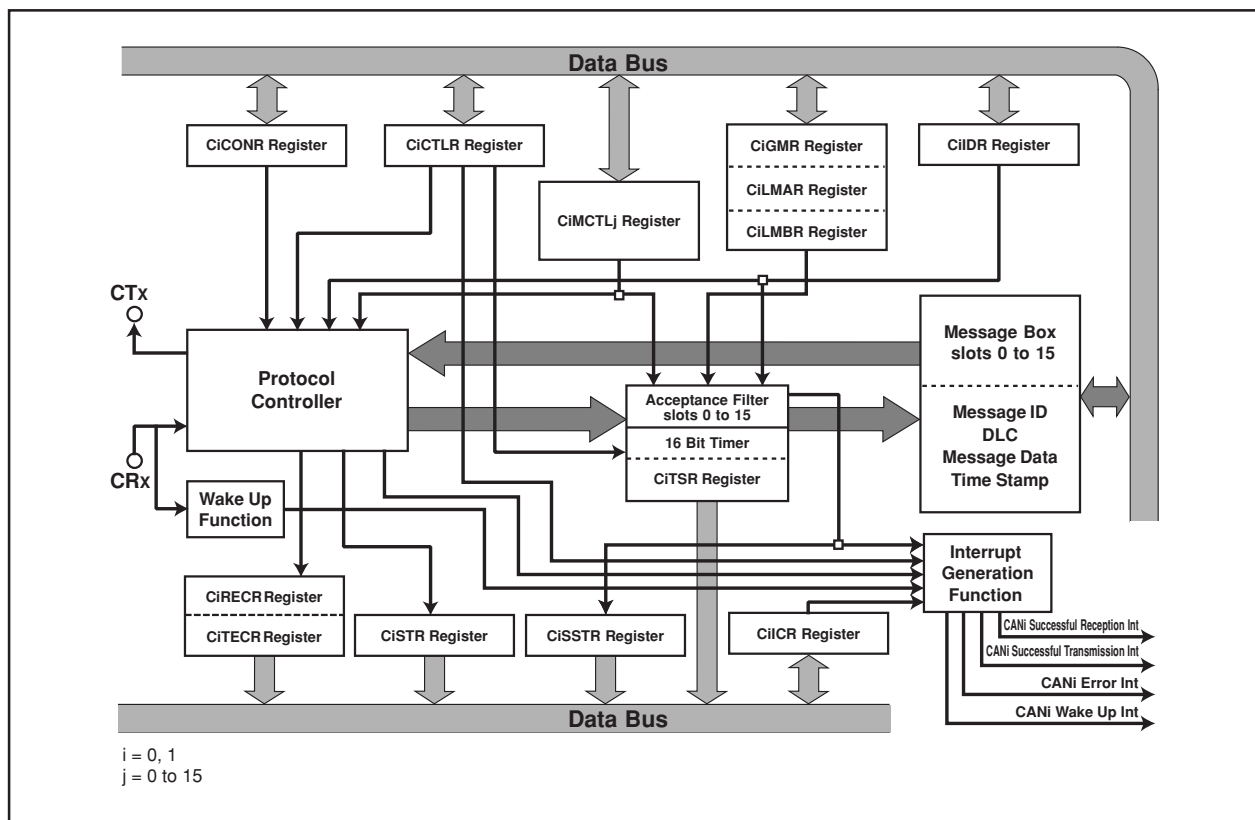 Data Bus
CiCONR Register
CiCTLR Register
CiMCTLj Register
CiGMR Register
CiLMAR Register
CiLMBR Register
CiIDR Register
CTx
CRx
Protocol
Controller
Wake Up
Function
Acceptance Filter
slots 0 to 15
16 Bit Timer
CiTSR Register
Message Box
slots 0 to 15
Message ID
DLC
Message Data
Time Stamp
Interrupt
Generation
Function
CiRECR Register
CiTECR Register
CiSTR Register
CiSSTR Register
CiICR Register
CANi Successful Reception Int
CANi Successful Transmission Int
CANi Error Int
CANi Wake Up Int
Data Bus
i = 0, 1
j = 0 to 15